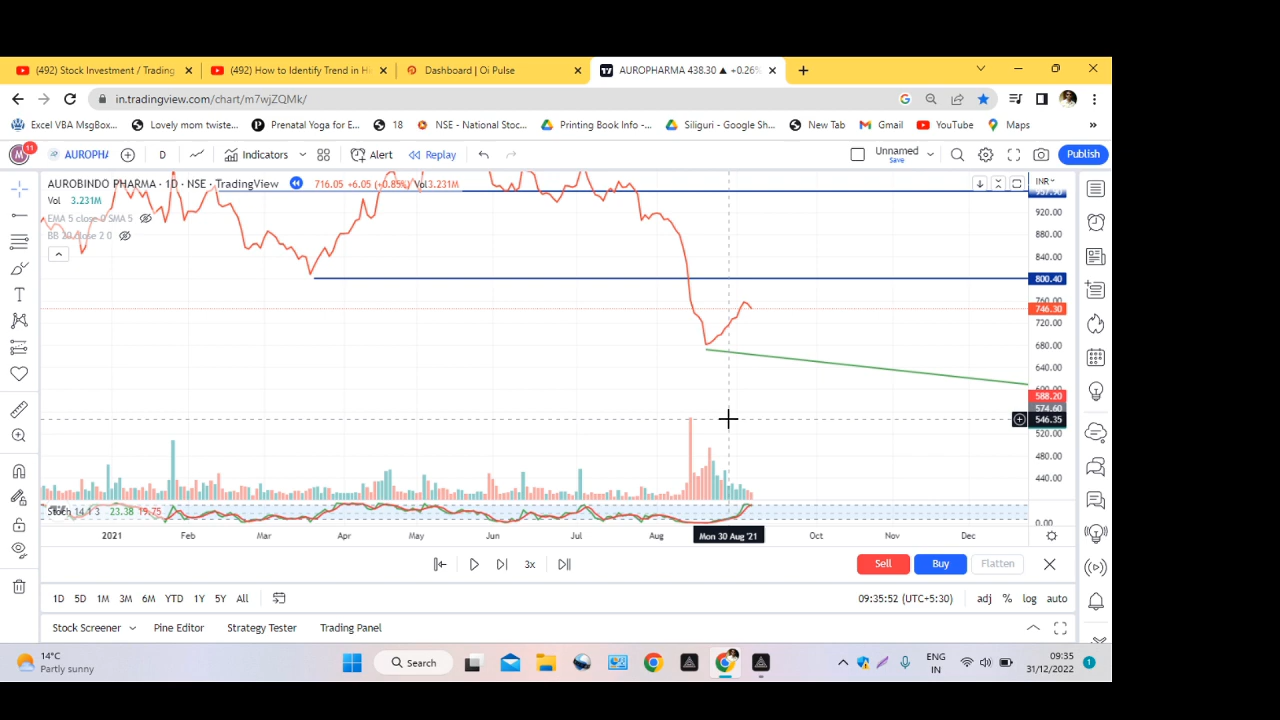 (492) Stock Investment / Trading
(492) How to Identify Trend in H
Dashboard | Oi Pulse
AUROPHARMA 438.30 ▲ +0.26%
in.tradingview.com/chart/m7wjZQMk/
Excel VBA MsgBox...
Lovely mom twiste...
Prenatal Yoga for E...
18
NSE - National Stoc...
Printing Book Info -...
Siliguri - Google Sh...
New Tab
Gmail
YouTube
Maps
»
M
11
AUROPHA
D
Indicators
Alert
Replay
Unnamed
Save
Publish
AUROBINDO PHARMA · 1D · NSE · TradingView
716.05 +6.05 (+0.85%) Vol3.231M
INR
Vol 3.231M
EMA 5 close 0 SMA 5
BB 20 close 2 0
957.90
920.00
880.00
840.00
800.40
760.00
746.30
720.00
680.00
640.00
600.00
588.20
574.60
546.35
520.00
480.00
440.00
Stoch 14 1 3 23.38 19.75
0.00
2021
Feb
Mar
Apr
May
Jun
Jul
Aug
Mon 30 Aug '21
Oct
Nov
Dec
3x
Sell
Buy
Flatten
1D 5D 1M 3M 6M YTD 1Y 5Y All
09:35:52 (UTC+5:30)
adj % log auto
Stock Screener
Pine Editor
Strategy Tester
Trading Panel
14°C
Partly sunny
Search
ENG
IN
09:35
31/12/2022
1